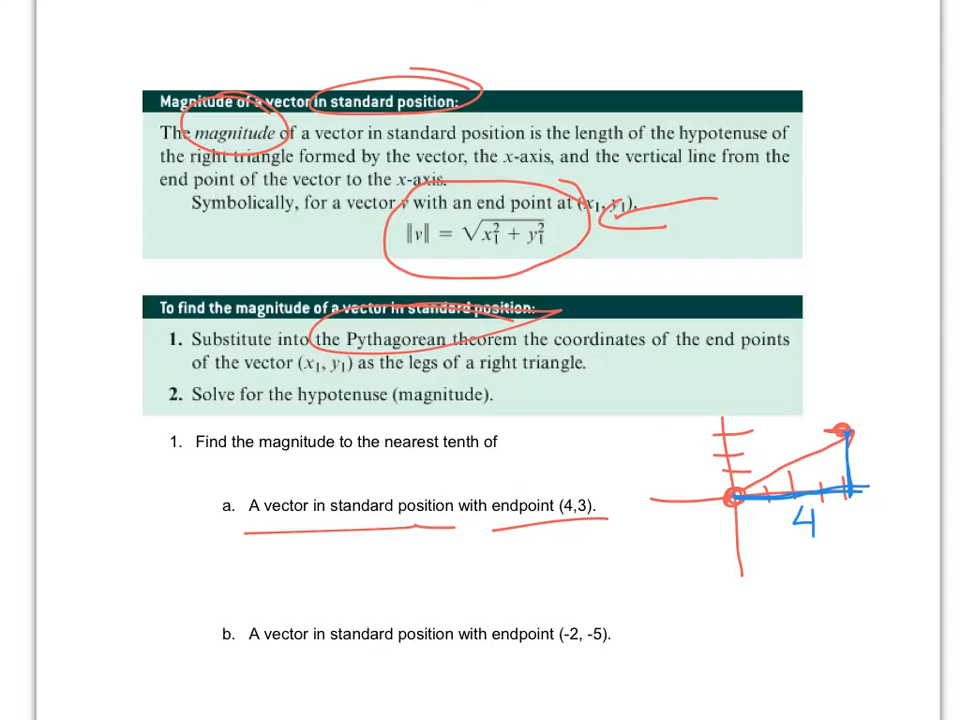 Magnitude of a vector in standard position:
The magnitude of a vector in standard position is the length of the hypotenuse of
the right triangle formed by the vector, the x-axis, and the vertical line from the
end point of the vector to the x-axis.
Symbolically, for a vector v with an end point at (x₁, y₁),
‖v‖ = √(x₁² + y₁²)
To find the magnitude of a vector in standard position:
1. Substitute into the Pythagorean theorem the coordinates of the end points
of the vector (x₁, y₁) as the legs of a right triangle.
2. Solve for the hypotenuse (magnitude).
1. Find the magnitude to the nearest tenth of
a. A vector in standard position with endpoint (4,3).
4
b. A vector in standard position with endpoint (-2, -5).